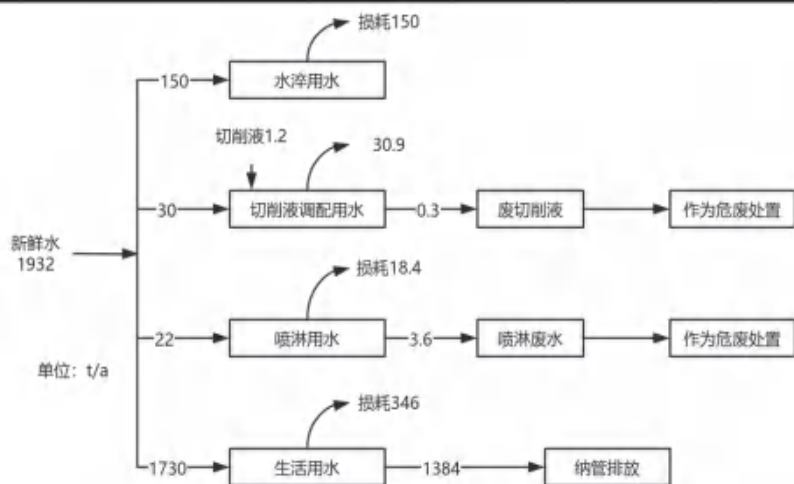 损耗150
150
水淬用水
切削液1.2
30.9
30
切削液调配用水
0.3
废切削液
作为危废处置
新鲜水
1932
损耗18.4
22
喷淋用水
3.6
喷淋废水
作为危废处置
单位：t/a
损耗346
1730
生活用水
1384
纳管排放